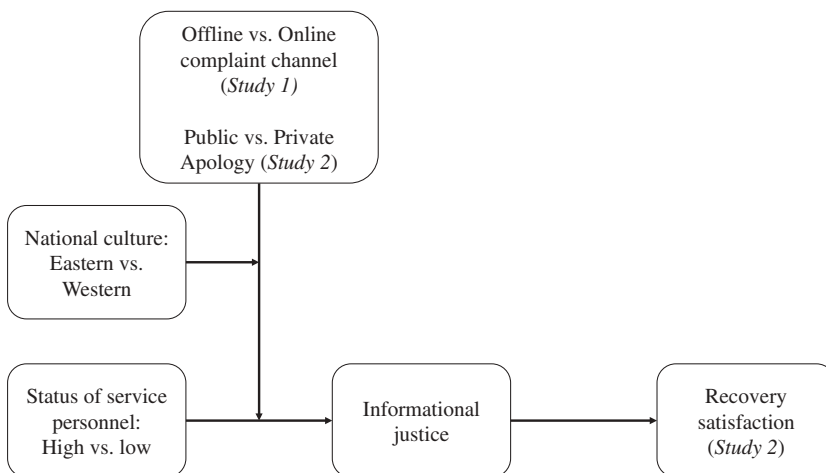 Offline vs. Online
complaint channel
(Study 1)
Public vs. Private
Apology (Study 2)
National culture:
Eastern vs.
Western
Status of service
personnel:
High vs. low
Informational
justice
Recovery
satisfaction
(Study 2)